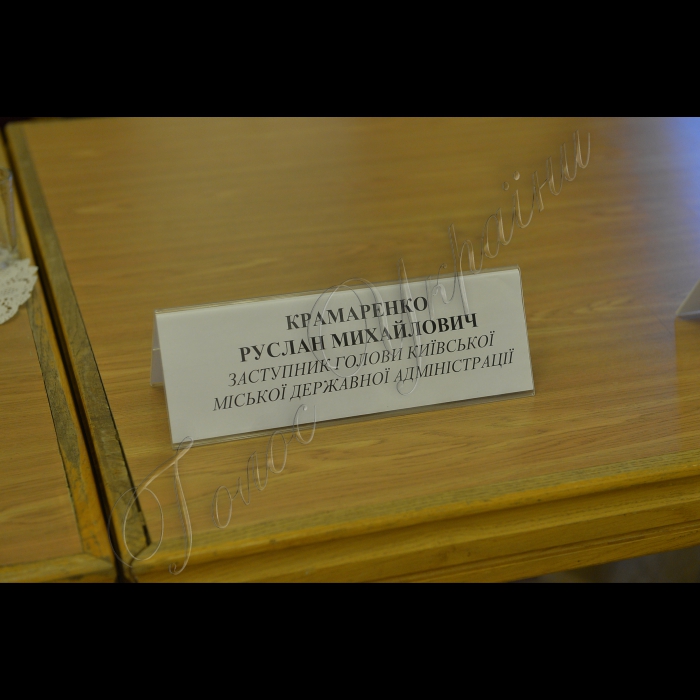 КРАМАРЕНКО
РУСЛАН МИХАЙЛОВИЧ
ЗАСТУПНИК ГОЛОВИ КИЇВСЬКОЇ
МІСЬКОЇ ДЕРЖАВНОЇ АДМІНІСТРАЦІЇ
Голос України